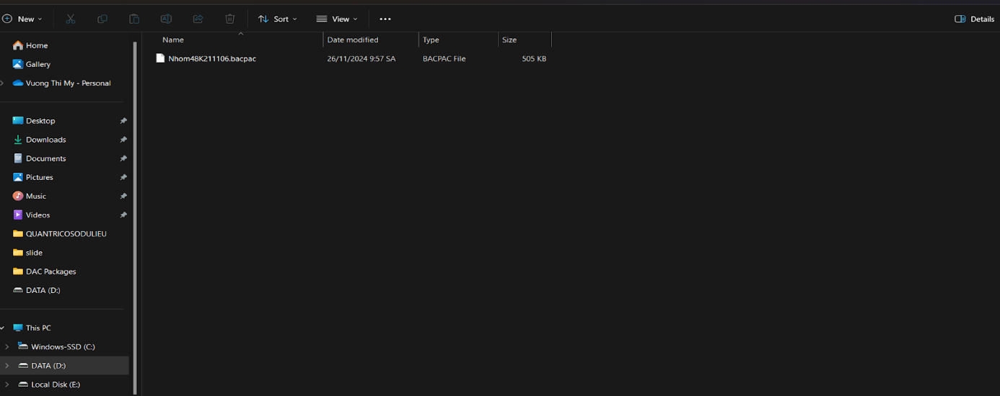 New Sort View Details
Name Date modified Type Size
Nhom48K211106.bacpac 26/11/2024 9:57 SA BACPAC File 505 KB
Home
Gallery
Vuong Thi My - Personal
Desktop
Downloads
Documents
Pictures
Music
Videos
QUANTRICOSODULIEU
slide
DAC Packages
DATA (D:)
This PC
Windows-SSD (C:)
DATA (D:)
Local Disk (E:)